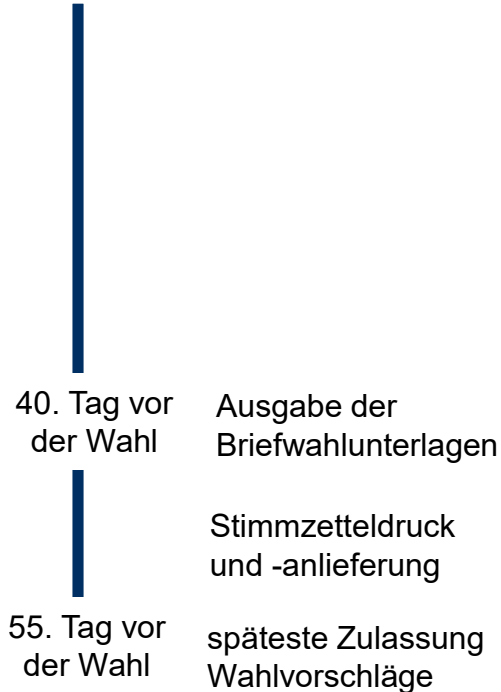 40. Tag vor
der Wahl
Ausgabe der
Briefwahlunterlagen
Stimmzetteldruck
und -anlieferung
55. Tag vor
der Wahl
späteste Zulassung
Wahlvorschläge